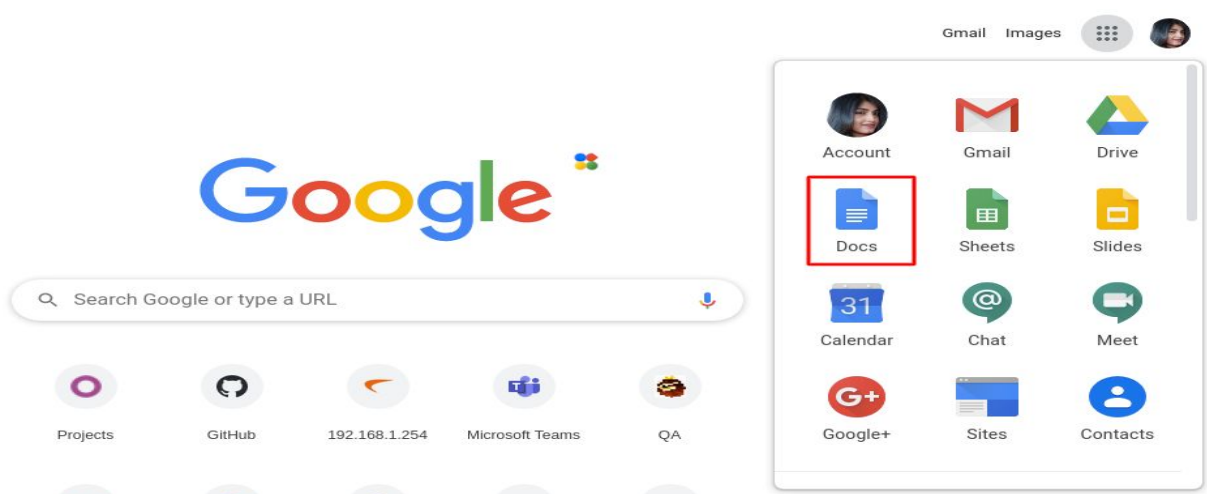 Gmail Images
Google
Search Google or type a URL
Projects GitHub 192.168.1.254 Microsoft Teams QA
Account Gmail Drive
Docs Sheets Slides
31
Calendar Chat Meet
G+
Google+ Sites Contacts